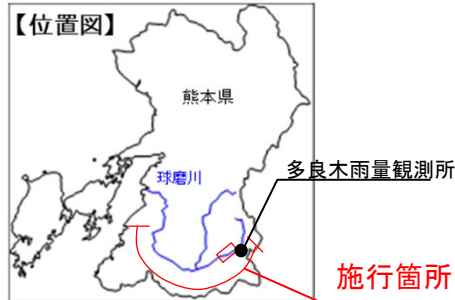 【位置図】
熊本県
球磨川
多良木雨量観測所
施行箇所